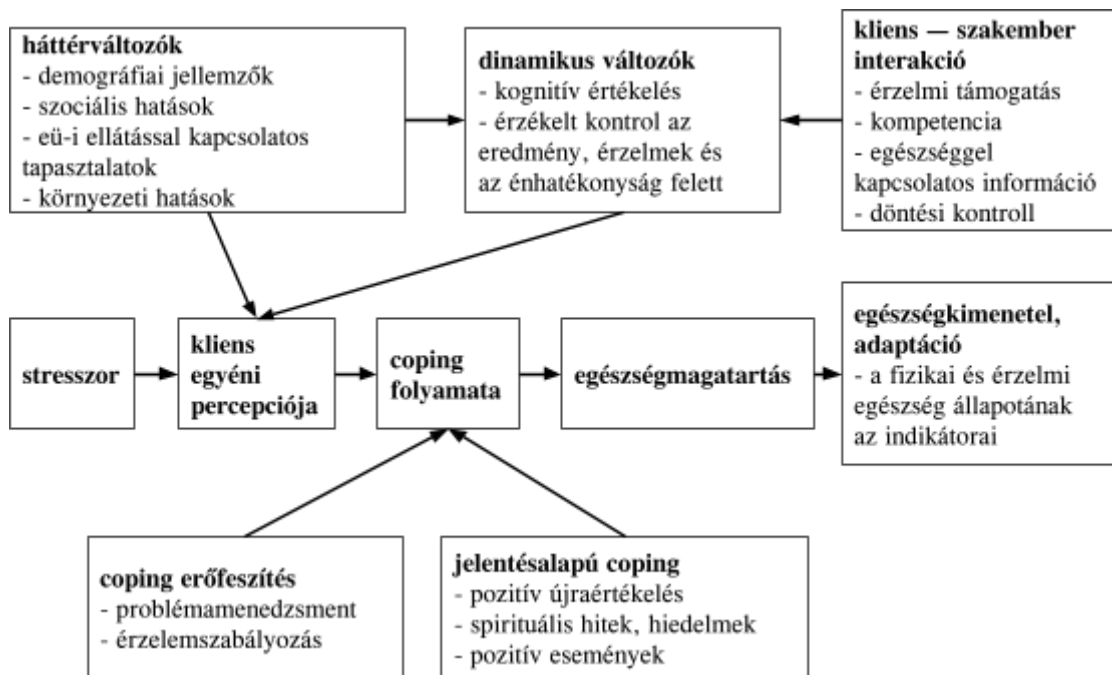 háttérváltozók
- demográfiai jellemzők
- szociális hatások
- eü-i ellátással kapcsolatos
tapasztalatok
- környezeti hatások
dinamikus változók
- kognitív értékelés
- érzékelt kontrol az
eredmény, érzelmek és
az énhatékonyság felett
kliens — szakember
interakció
- érzelmi támogatás
- kompetencia
- egészséggel
kapcsolatos információ
- döntési kontroll
stresszor
kliens
egyéni
percepciója
coping
folyamata
egészségmagatartás
egészségkimenetel,
adaptáció
- a fizikai és érzelmi
egészség állapotának
az indikátorai
coping erőfeszítés
- problémamenedzsment
- érzelemszabályozás
jelentésalapú coping
- pozitív újraértékelés
- spirituális hitek, hiedelmek
- pozitív események